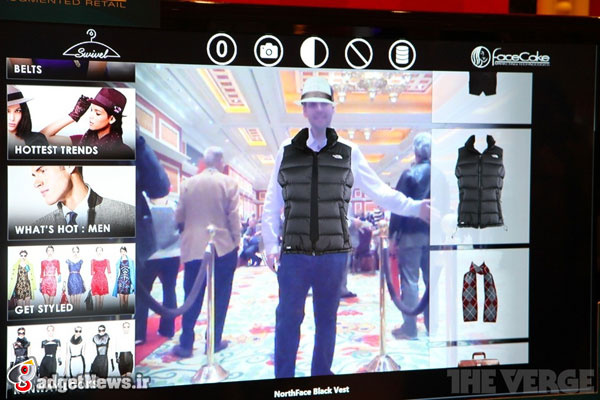 UGMENTED RETAIL
Swivel
0
faceCake
BELTS
HOTTEST TRENDS
WHAT'S HOT : MEN
GET STYLED
NorthFace Black Vest
gadgetNews.ir
THE VERGE